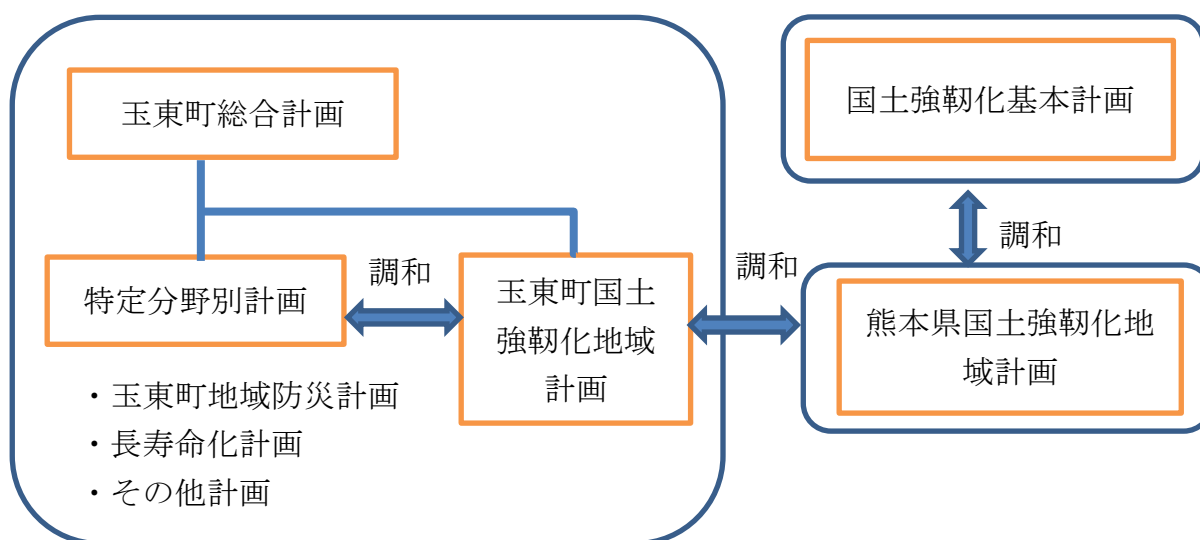 玉東町総合計画
国土強靭化基本計画
調和
特定分野別計画
調和
玉東町国土
強靭化地域
計画
調和
熊本県国土強靭化地
域計画
・玉東町地域防災計画
・長寿命化計画
・その他計画